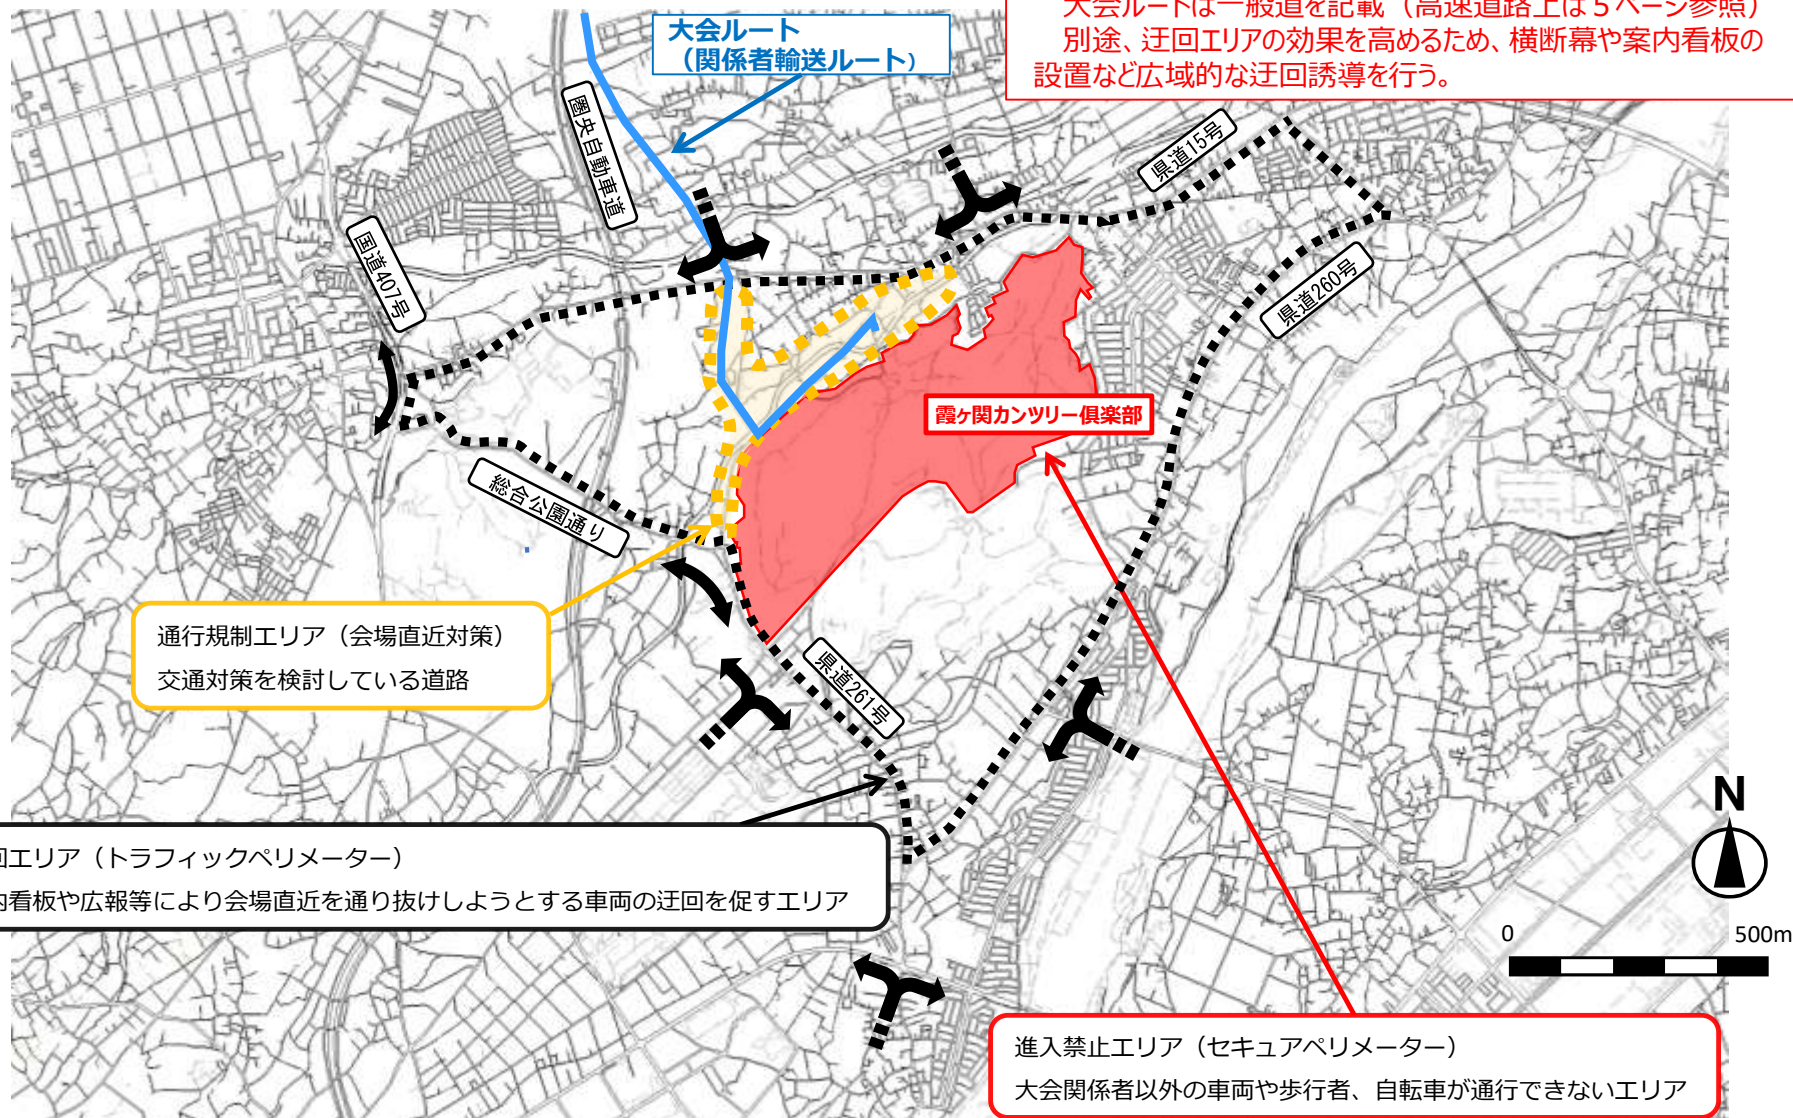 大会ルートは一般道を記載（高速道路上は５ページ参照）
別途、迂回エリアの効果を高めるため、横断幕や案内看板の
設置など広域的な迂回誘導を行う。
大会ルート
（関係者輸送ルート）
圏央自動車道
県道15号
国道407号
県道260号
霞ヶ関カンツリー倶楽部
総合公園通り
通行規制エリア（会場直近対策）
交通対策を検討している道路
県道261号
回エリア（トラフィックペリメーター）
内看板や広報等により会場直近を通り抜けしようとする車両の迂回を促すエリア
N
0 500m
進入禁止エリア（セキュアペリメーター）
大会関係者以外の車両や歩行者、自転車が通行できないエリア